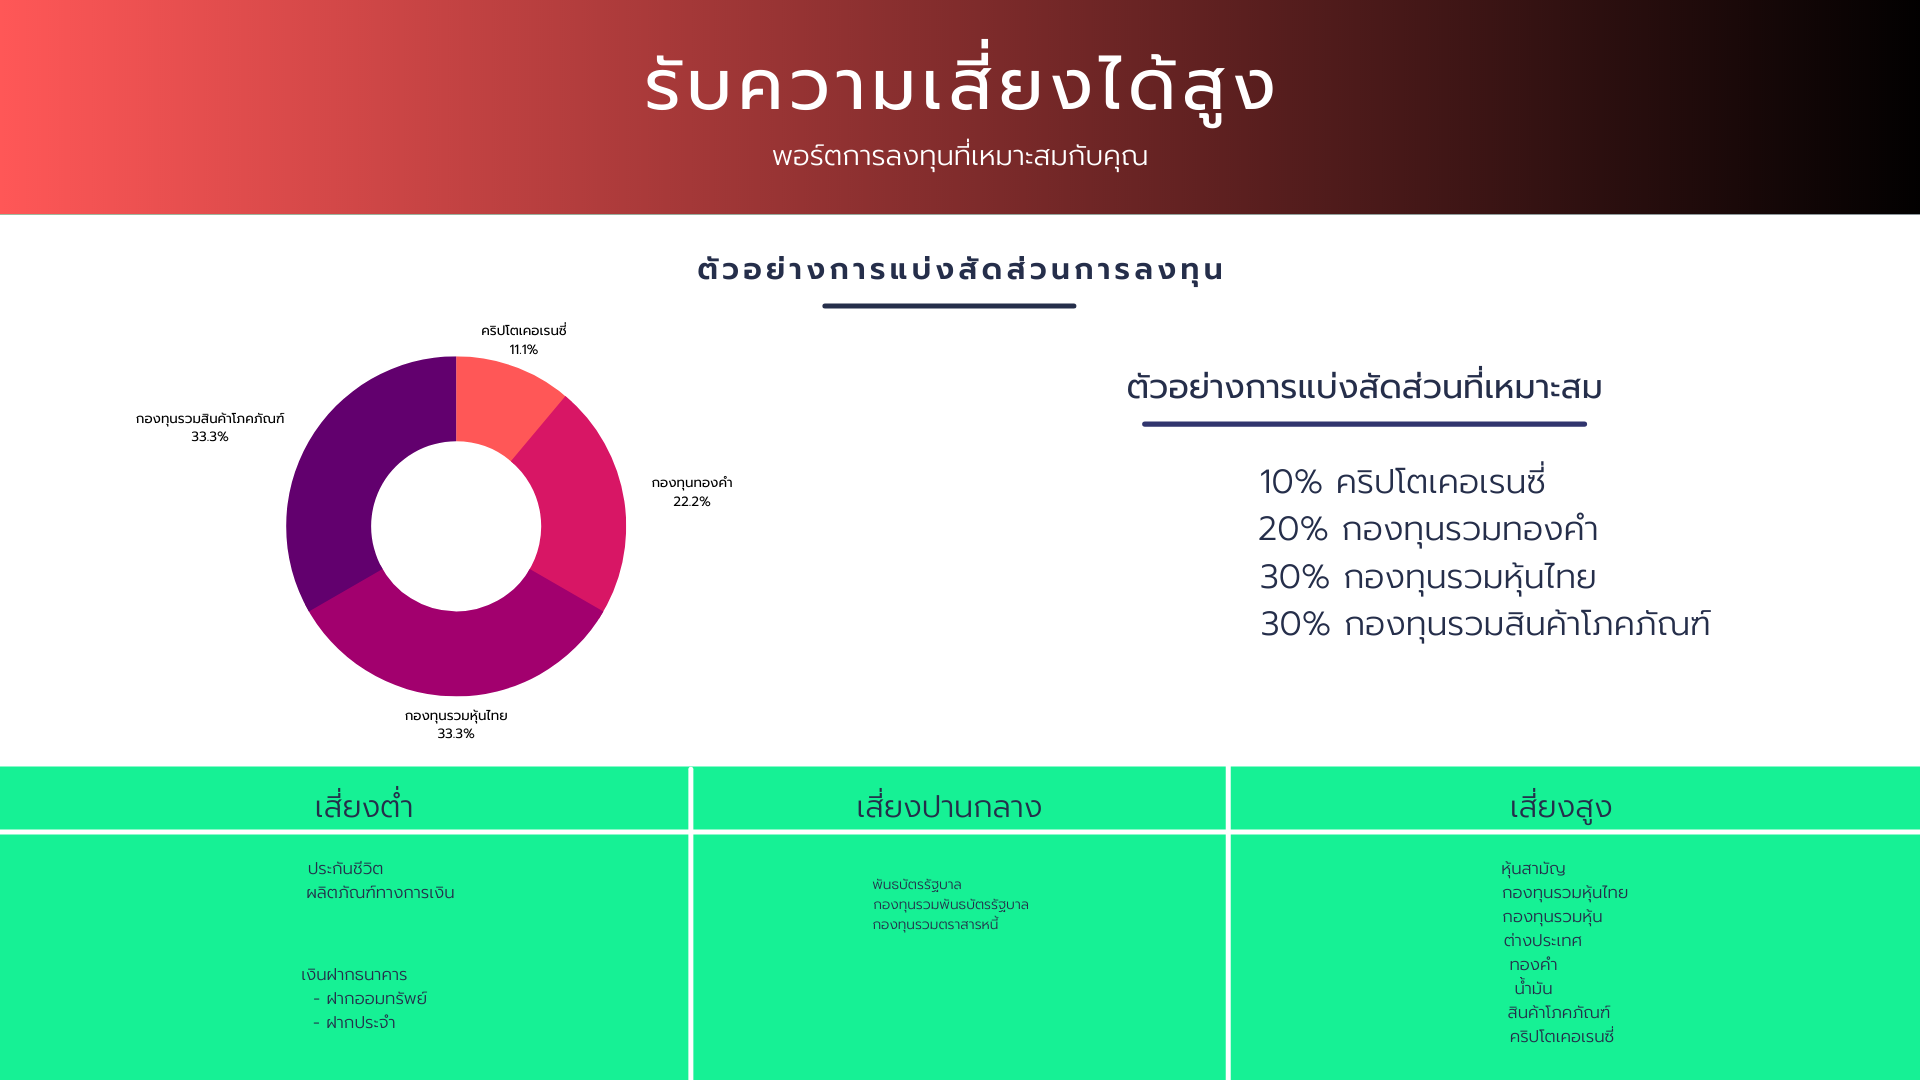 รับความเสี่ยงได้สูง
พอร์ตการลงทุนที่เหมาะสมกับคุณ
ตัวอย่างการแบ่งสัดส่วนการลงทุน
คริปโตเคอเรนซี่
11.1%
กองทุนรวมสินค้าโภคภัณฑ์
33.3%
กองทุนทองคำ
22.2%
กองทุนรวมหุ้นไทย
33.3%
ตัวอย่างการแบ่งสัดส่วนที่เหมาะสม
10% คริปโตเคอเรนซี่
20% กองทุนรวมทองคำ
30% กองทุนรวมหุ้นไทย
30% กองทุนรวมสินค้าโภคภัณฑ์
เสี่ยงต่ำ
ประกันชีวิต
ผลิตภัณฑ์ทางการเงิน
เงินฝากธนาคาร
- ฝากออมทรัพย์
- ฝากประจำ
เสี่ยงปานกลาง
พันธบัตรรัฐบาล
กองทุนรวมพันธบัตรรัฐบาล
กองทุนรวมตราสารหนี้
เสี่ยงสูง
หุ้นสามัญ
กองทุนรวมหุ้นไทย
กองทุนรวมหุ้น
ต่างประเทศ
ทองคำ
น้ำมัน
สินค้าโภคภัณฑ์
คริปโตเคอเรนซี่